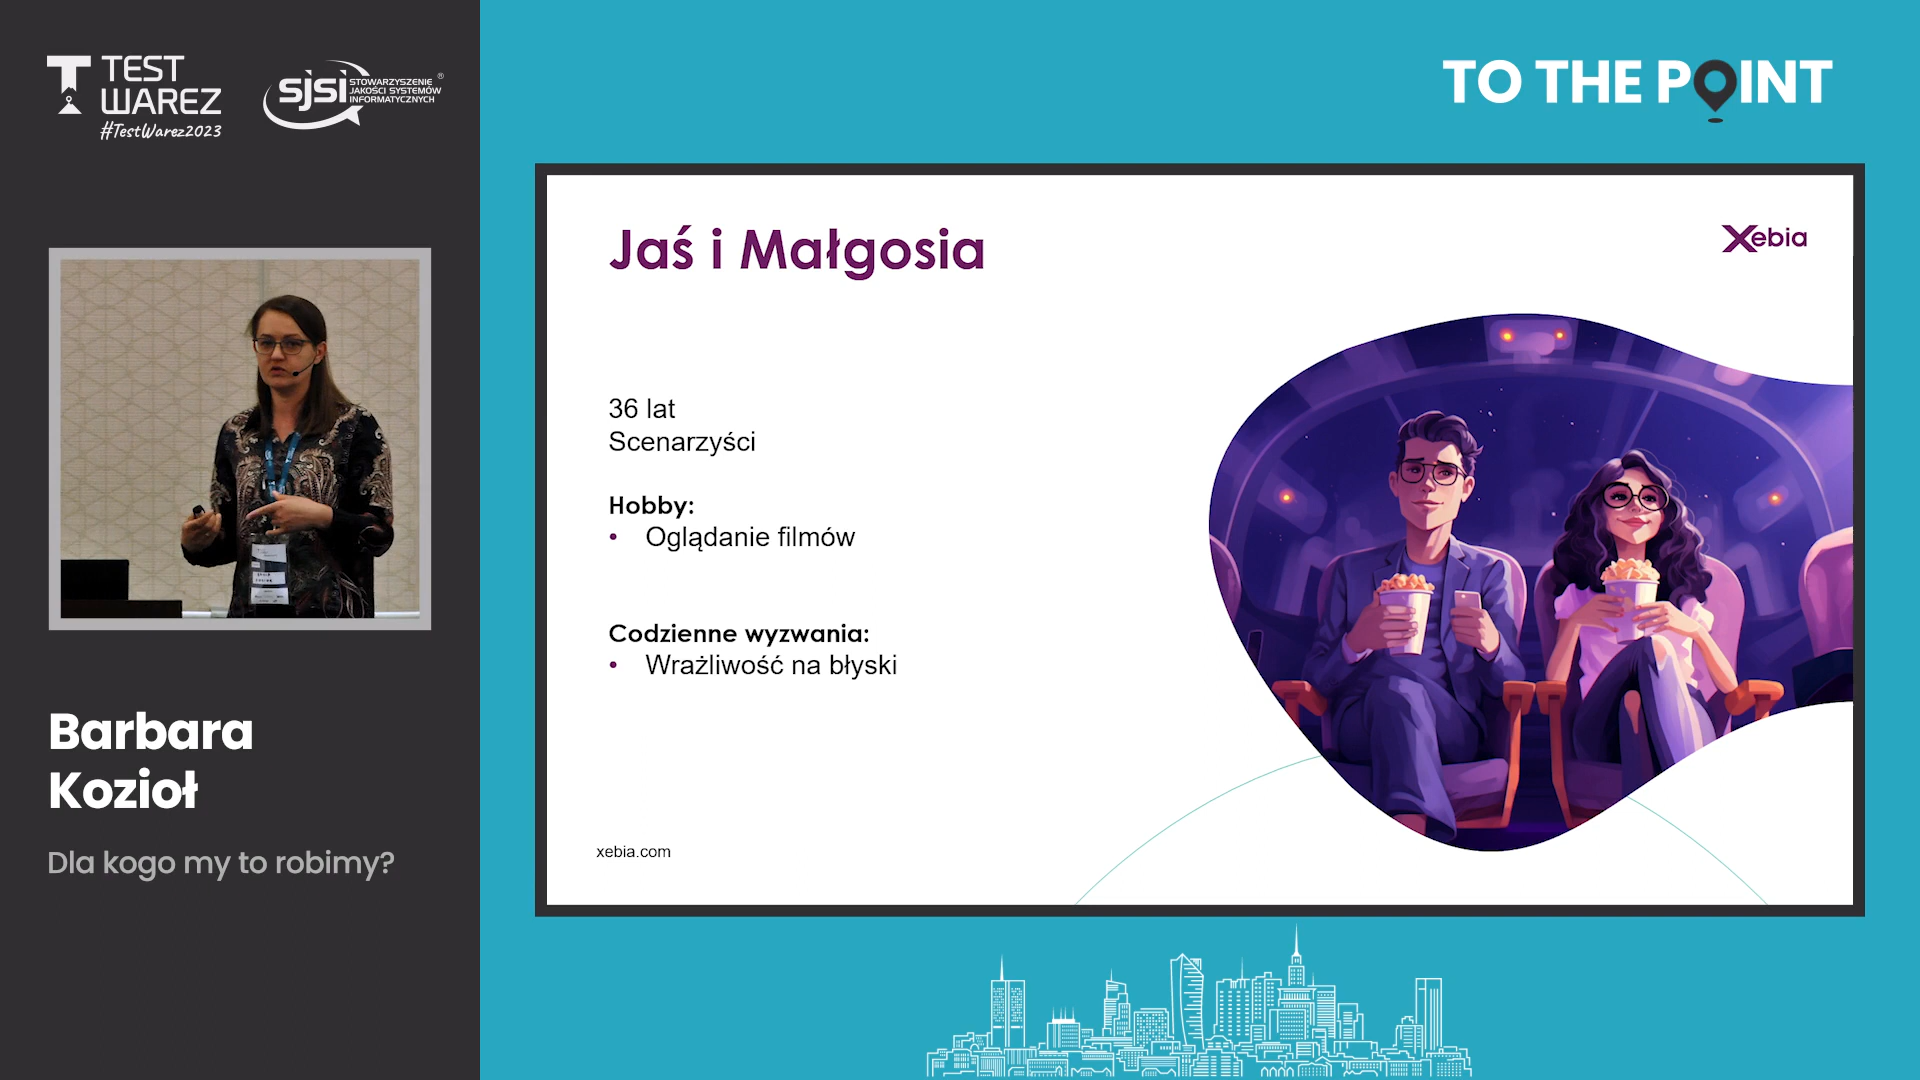 TEST
WAREZ
#TestWarez2023
sjsi
STOWARZYSZENIE
JAKOŚCI SYSTEMÓW
INFORMATYCZNYCH
®
TO THE POINT
Jaś i Małgosia
Xebia
36 lat
Scenarzyści
Hobby:
• Oglądanie filmów
Codzienne wyzwania:
• Wrażliwość na błyski
xebia.com
Barbara
Kozioł
Dla kogo my to robimy?